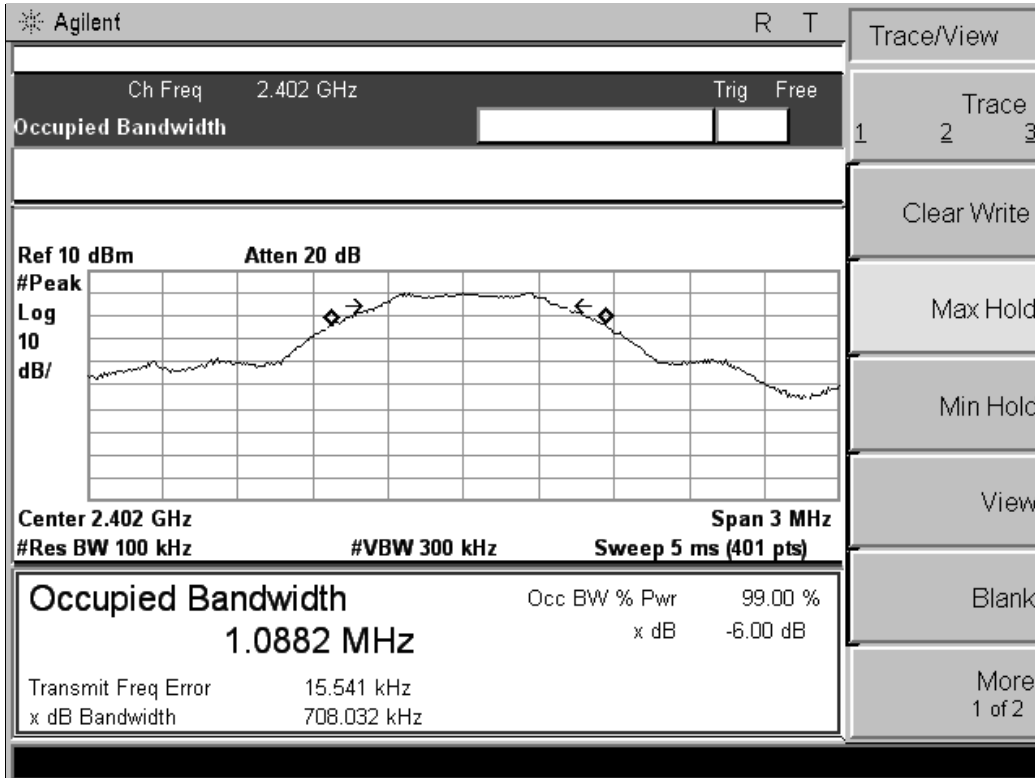 Agilent R T
Trace/View
Ch Freq 2.402 GHz Trig Free
Occupied Bandwidth
Trace
1 2 3
Clear Write
Ref 10 dBm Atten 20 dB
#Peak
Log
10
dB/
Max Hold
Min Hold
View
Center 2.402 GHz Span 3 MHz
#Res BW 100 kHz #VBW 300 kHz Sweep 5 ms (401 pts)
Occupied Bandwidth
1.0882 MHz
Occ BW % Pwr 99.00 %
x dB -6.00 dB
Transmit Freq Error 15.541 kHz
x dB Bandwidth 708.032 kHz
Blank
More
1 of 2